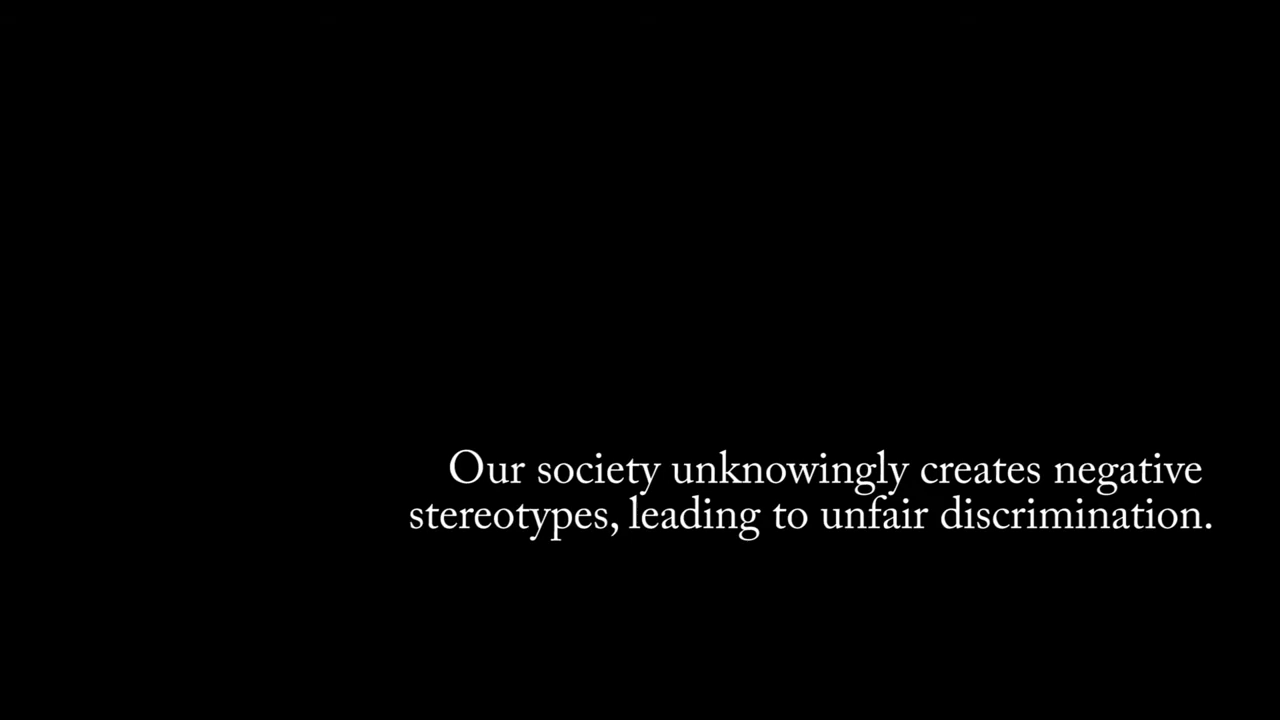 Our society unknowingly creates negative
stereotypes, leading to unfair discrimination.